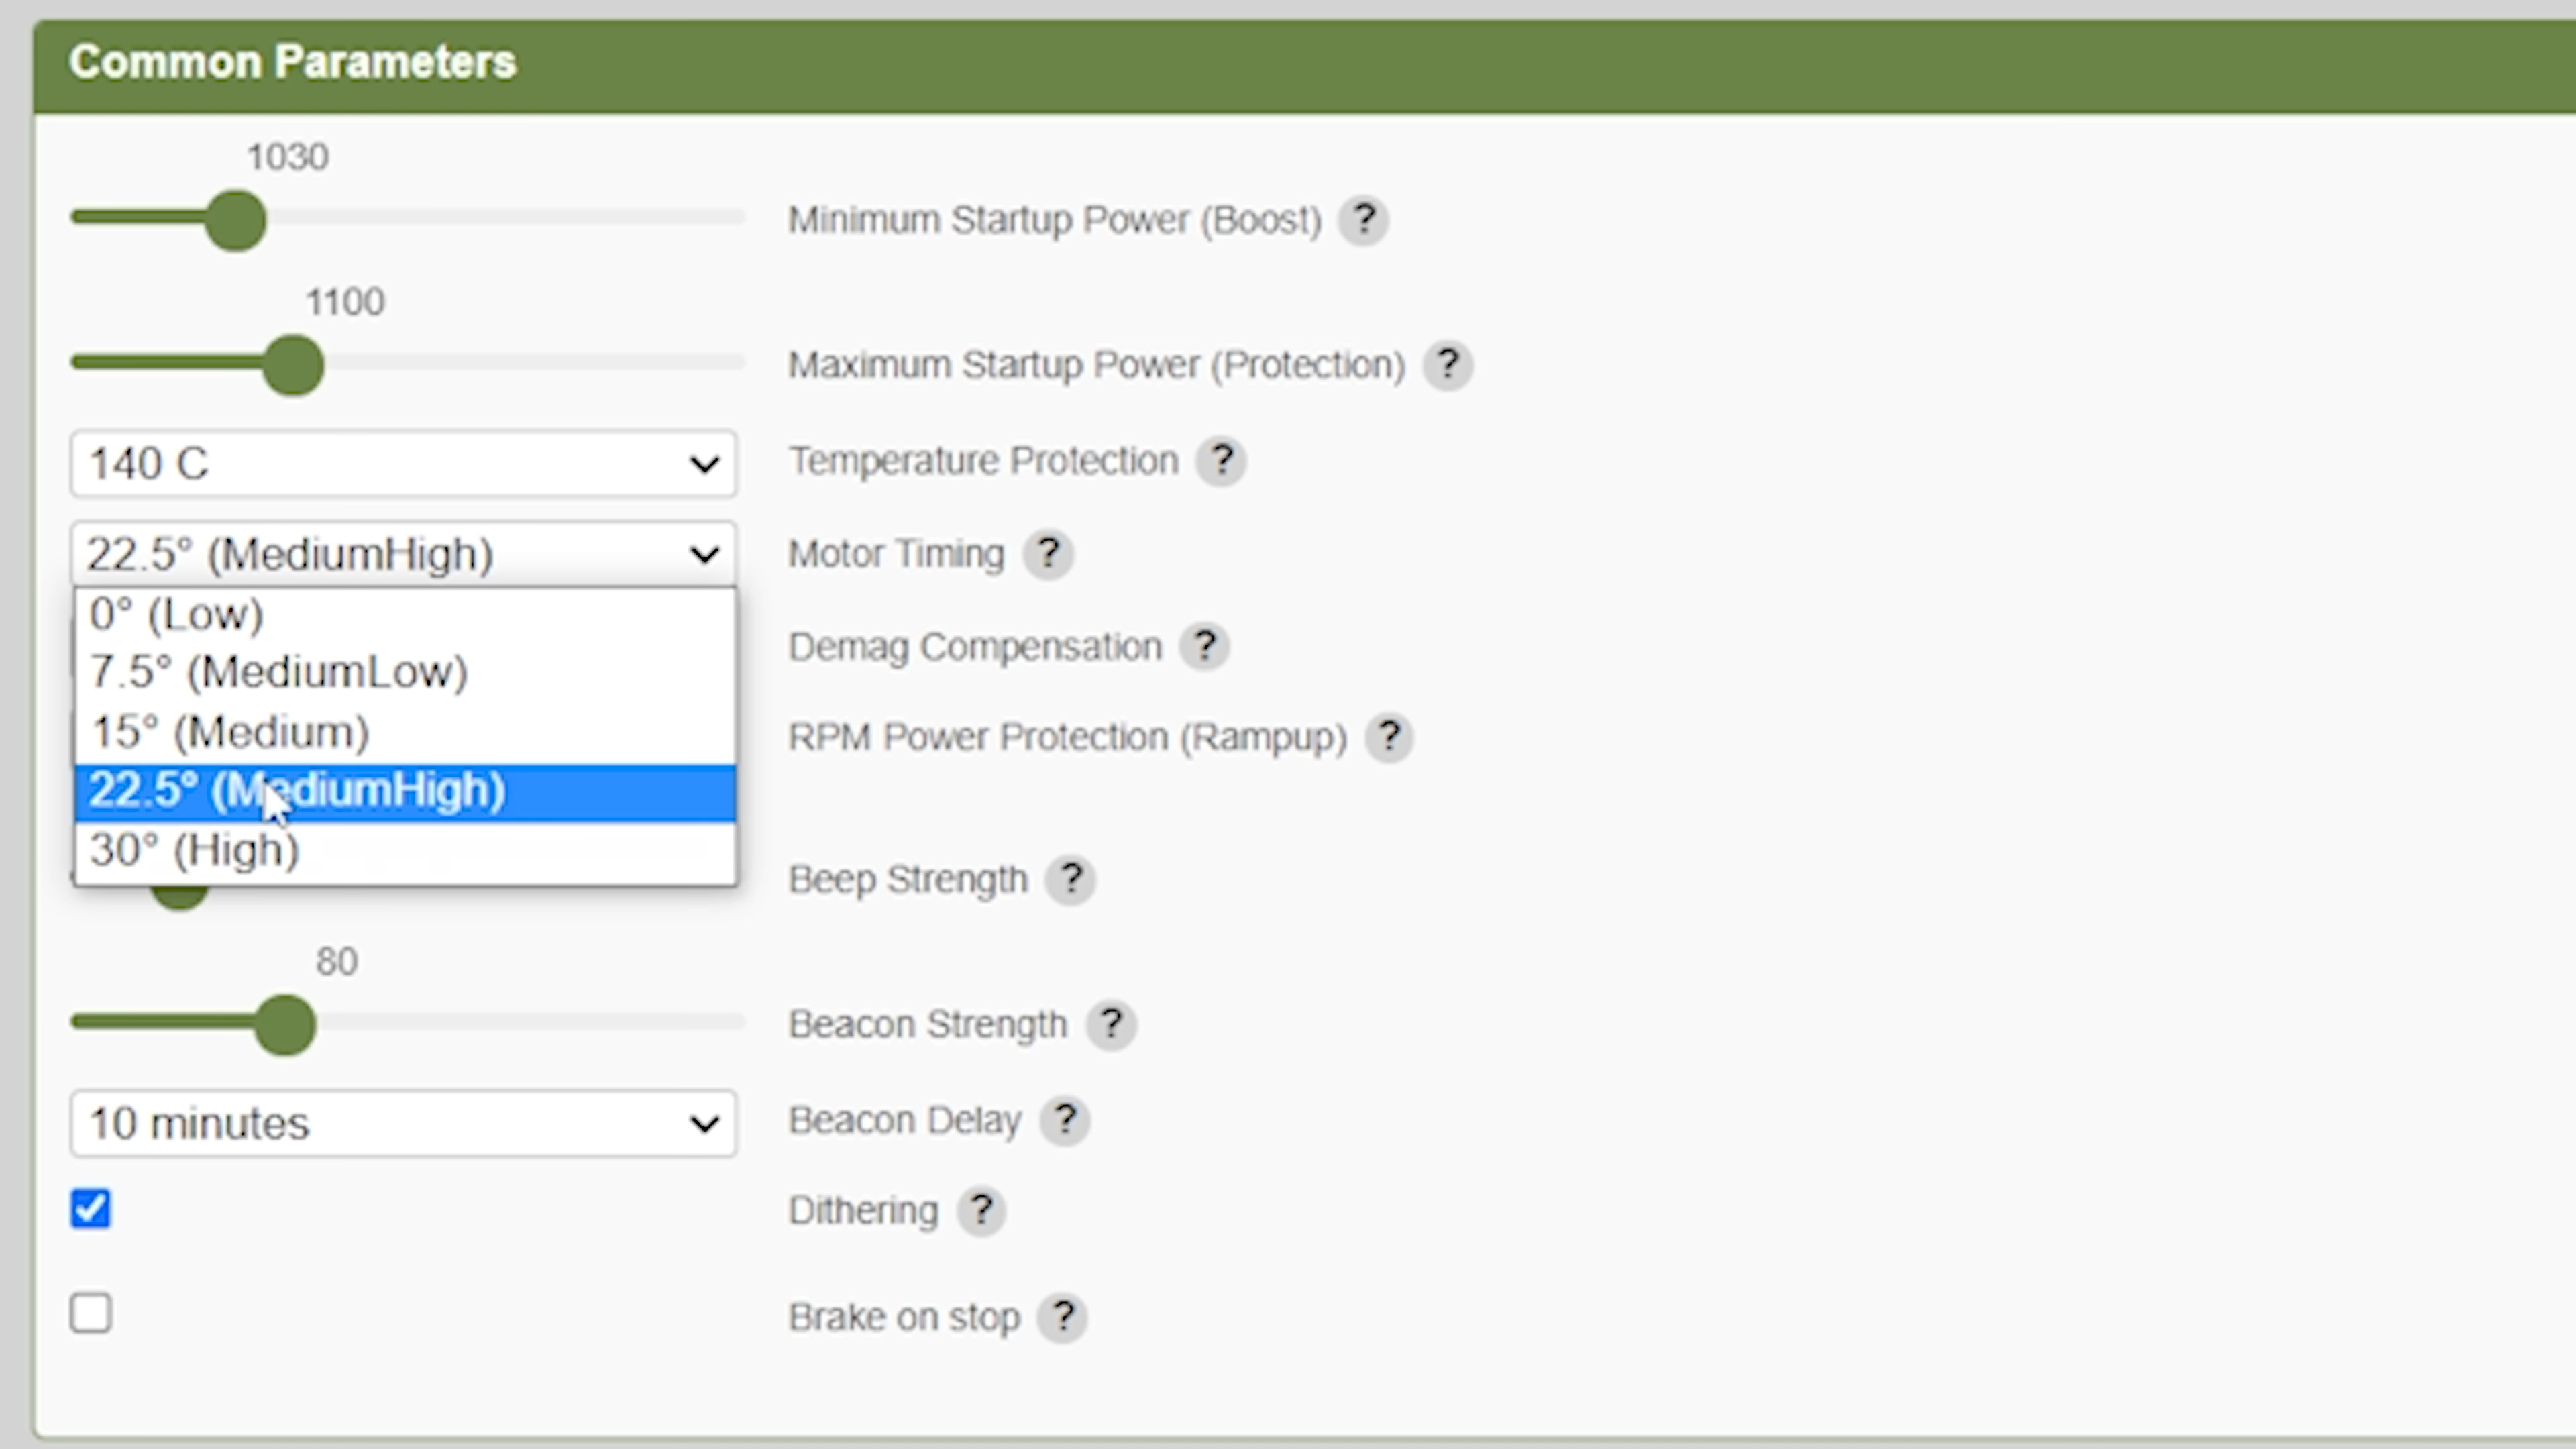 Common Parameters
1030
Minimum Startup Power (Boost) ?
1100
Maximum Startup Power (Protection) ?
140 C
Temperature Protection ?
22.5° (MediumHigh)
Motor Timing ?
0° (Low)
7.5° (MediumLow)
Demag Compensation ?
15° (Medium)
RPM Power Protection (Rampup) ?
22.5° (MediumHigh)
30° (High)
Beep Strength ?
80
Beacon Strength ?
10 minutes
Beacon Delay ?
Dithering ?
Brake on stop ?